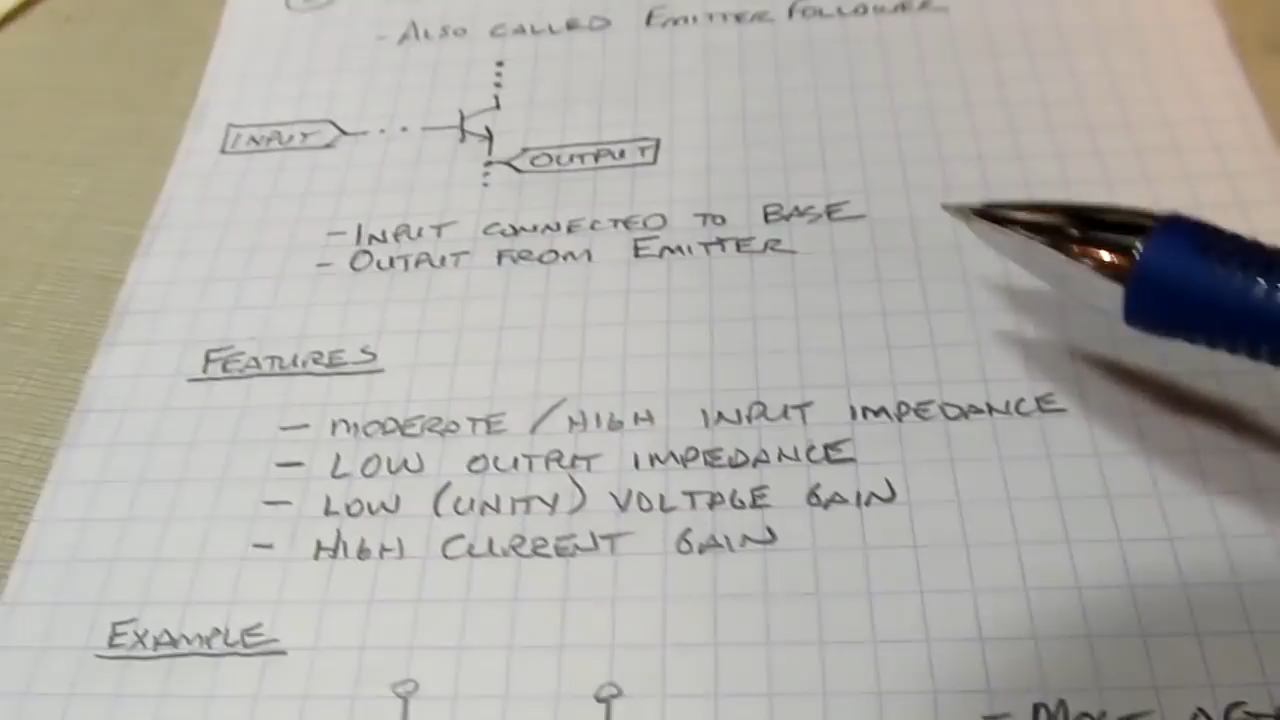 - ALSO CALLED EMITTER FOLLOWER
INPUT
OUTPUT
- INPUT CONNECTED TO BASE
- OUTPUT FROM EMITTER
FEATURES
- MODERATE / HIGH INPUT IMPEDANCE
- LOW OUTPUT IMPEDANCE
- LOW (UNITY) VOLTAGE GAIN
- HIGH CURRENT GAIN
EXAMPLE